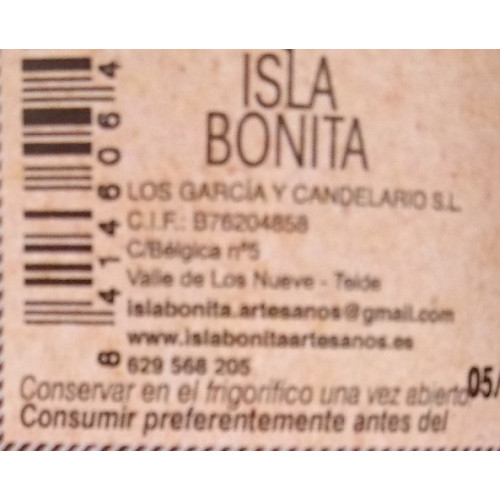 ISLA
BONITA
LOS GARCÍA Y CANDELARIO S.L
C.I.F.: B76204858
C/Bélgica nº5
Valle de Los Nueve - Telde
islabonita.artesanos@gmail.com
www.islabonitaartesanos.es
629 568 205
Conservar en el frigorífico una vez abierto
05/
Consumir preferentemente antes del
8 414606 4